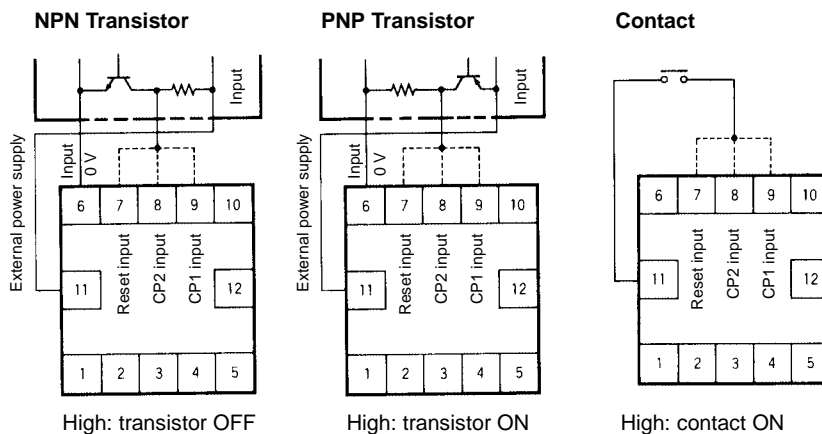 NPN Transistor
PNP Transistor
Contact
Input
External power supply
Input
0 V
6 7 8 9 10
Reset input
CP2 input
CP1 input
11 12
1 2 3 4 5
High: transistor OFF
Input
External power supply
Input
0 V
6 7 8 9 10
Reset input
CP2 input
CP1 input
11 12
1 2 3 4 5
High: transistor ON
6 7 8 9 10
Reset input
CP2 input
CP1 input
11 12
1 2 3 4 5
High: contact ON